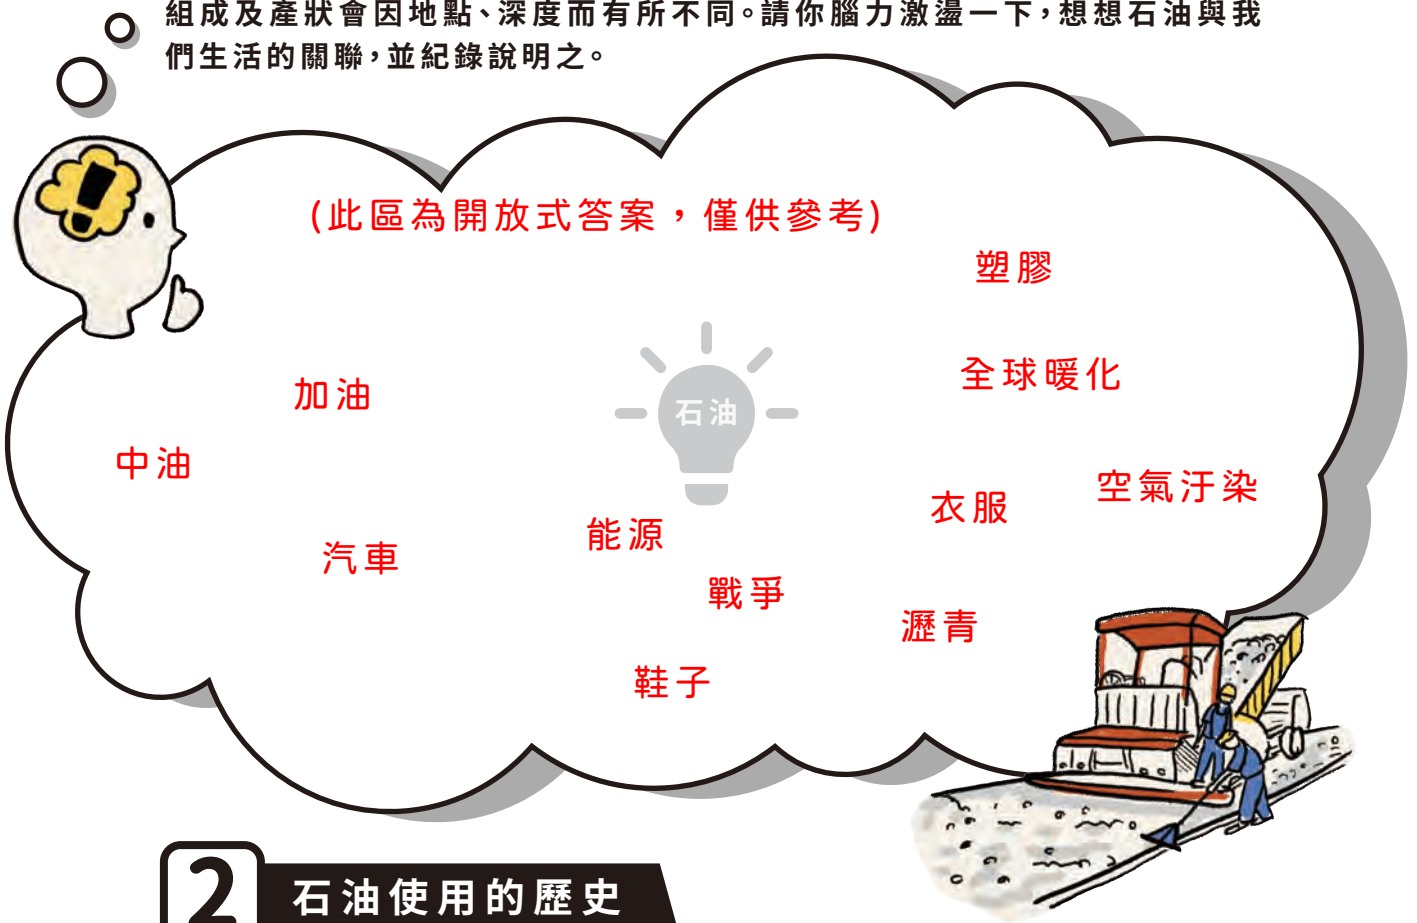 組成及產狀會因地點、深度而有所不同。請你腦力激盪一下，想想石油與我
們生活的關聯，並紀錄說明之。
(此區為開放式答案，僅供參考)
塑膠
全球暖化
加油
石油
中油
空氣汙染
衣服
能源
汽車
戰爭
瀝青
鞋子
2
石油使用的歷史